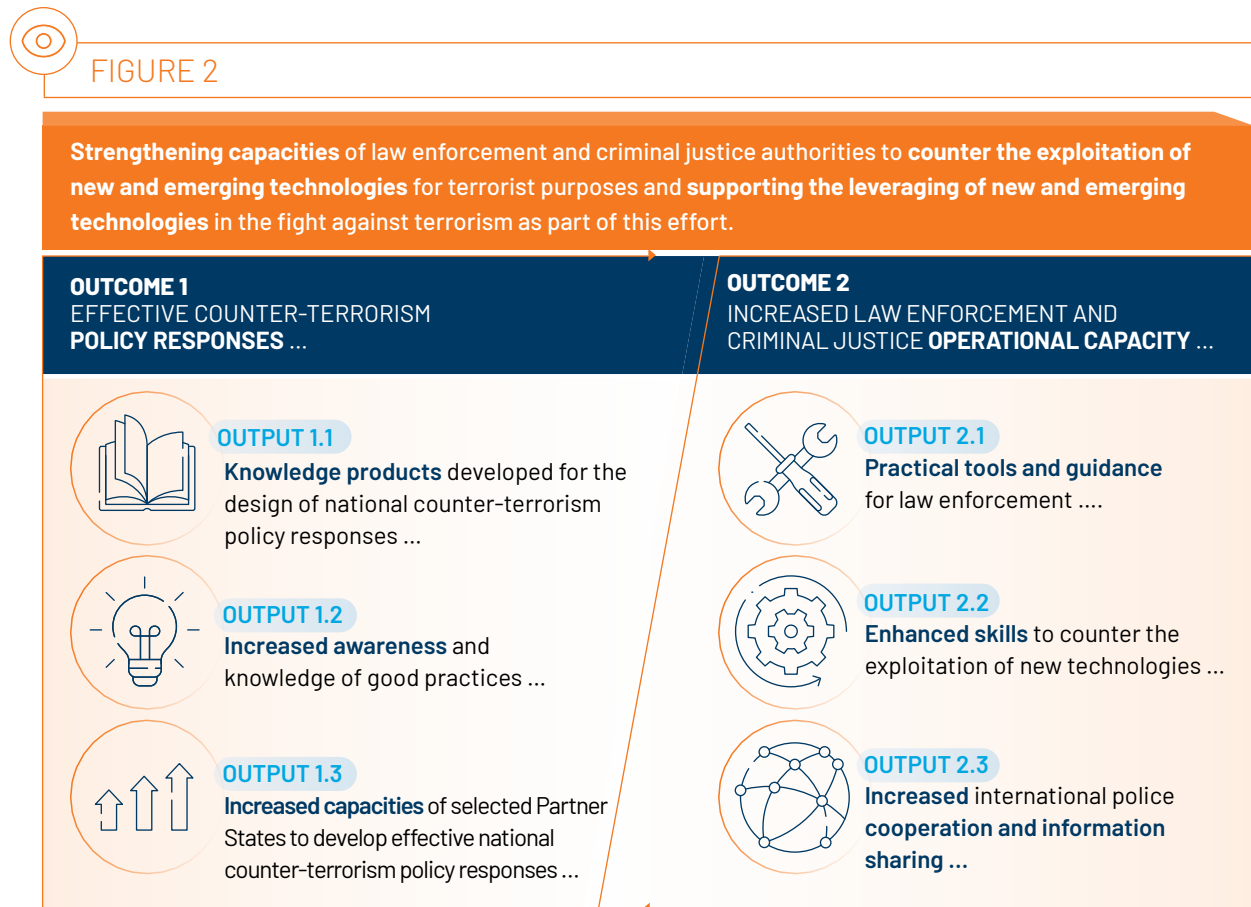 FIGURE 2
Strengthening capacities of law enforcement and criminal justice authorities to counter the exploitation of
new and emerging technologies for terrorist purposes and supporting the leveraging of new and emerging
technologies in the fight against terrorism as part of this effort.
OUTCOME 1
EFFECTIVE COUNTER-TERRORISM
POLICY RESPONSES ...
OUTPUT 1.1
Knowledge products developed for the
design of national counter-terrorism
policy responses ...
OUTPUT 1.2
Increased awareness and
knowledge of good practices ...
OUTPUT 1.3
Increased capacities of selected Partner
States to develop effective national
counter-terrorism policy responses ...
OUTCOME 2
INCREASED LAW ENFORCEMENT AND
CRIMINAL JUSTICE OPERATIONAL CAPACITY ...
OUTPUT 2.1
Practical tools and guidance
for law enforcement ....
OUTPUT 2.2
Enhanced skills to counter the
exploitation of new technologies ...
OUTPUT 2.3
Increased international police
cooperation and information
sharing ...